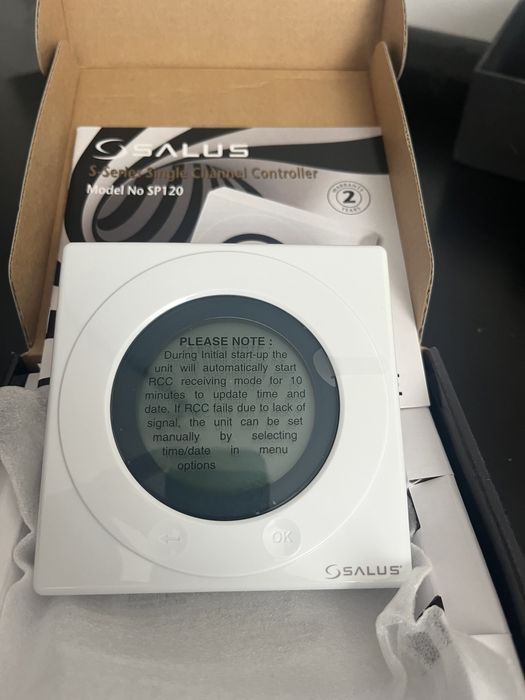 SALUS
S-Series Single Channel Controller
Model No SP120
WARRANTY
2
YEARS
PLEASE NOTE :
During Initial start-up the
unit will automatically start
RCC receiving mode for 10
minutes to update time and
date. If RCC fails due to lack of
signal, the unit can be set
manually by selecting
time/date in menu
options
OK
SALUS